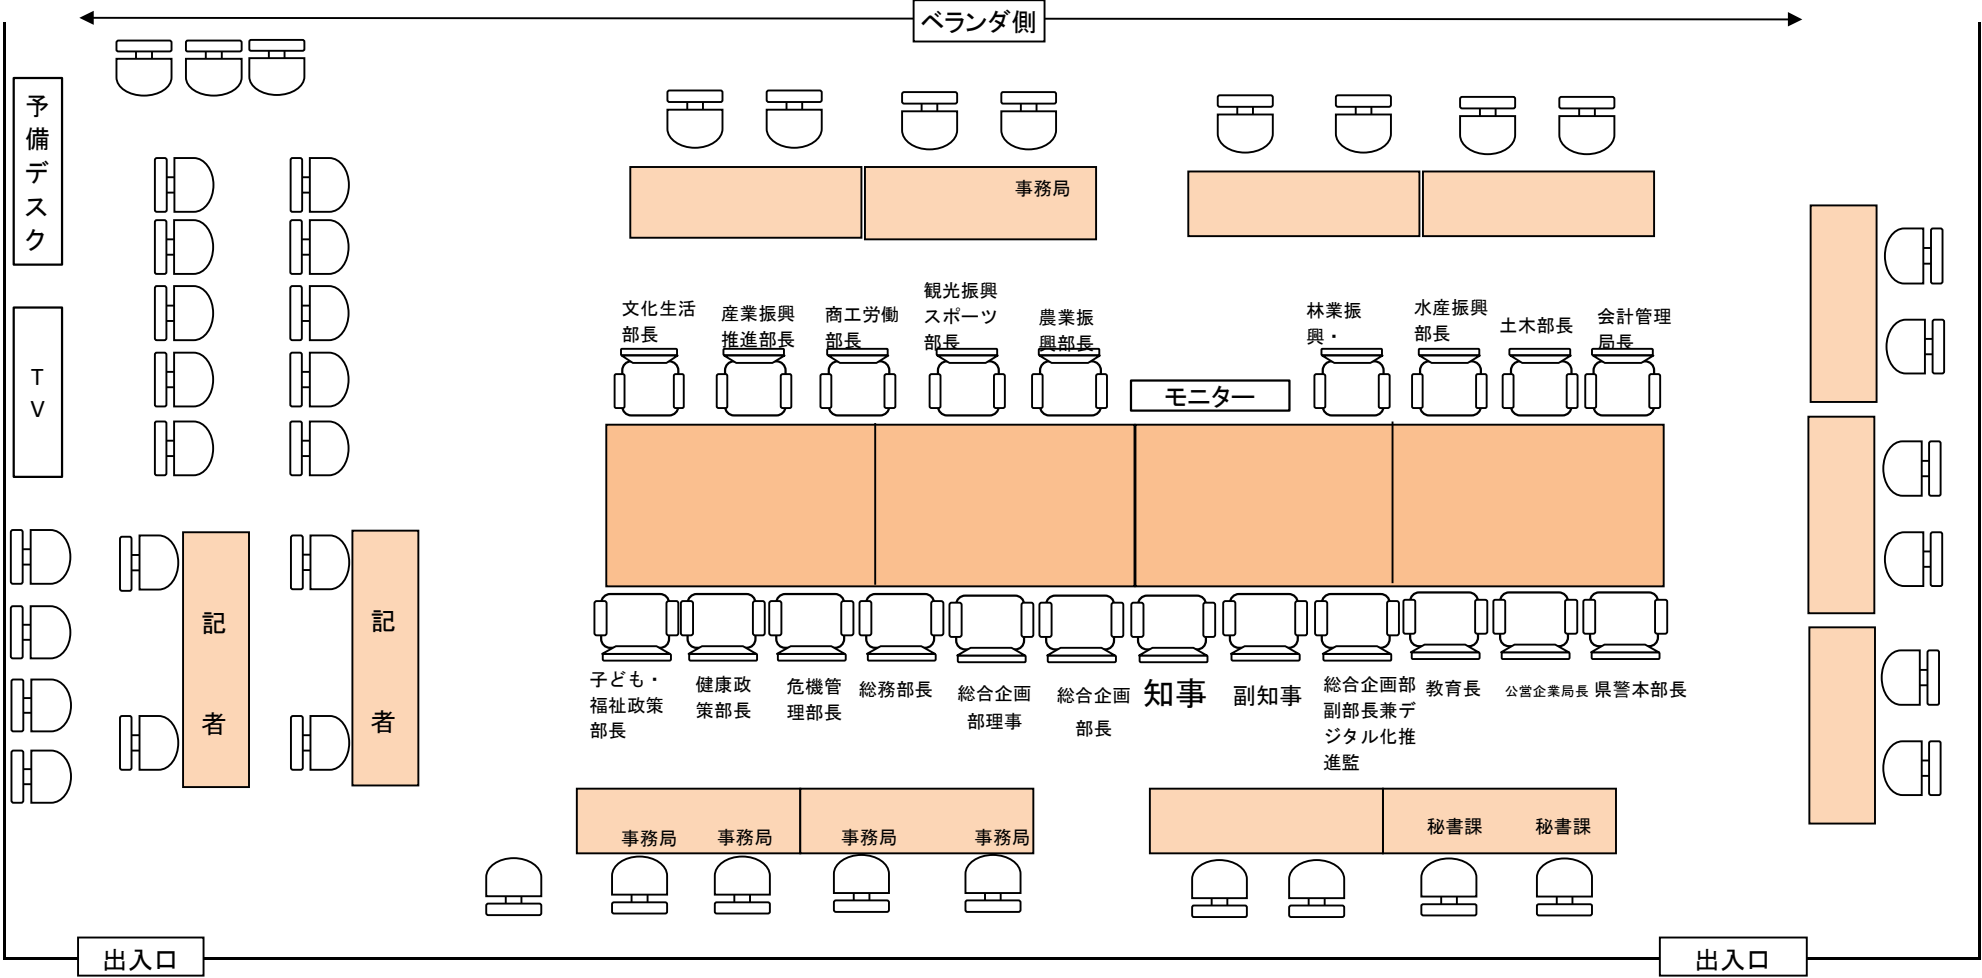 ベランダ側
予備デスク
TV
事務局
文化生活
部長
産業振興
推進部長
商工労働
部長
観光振興
スポーツ
部長
農業振
興部長
モニター
林業振
興・
水産振興
部長
土木部長
会計管理
局長
記者
記者
子ども・
福祉政策
部長
健康政
策部長
危機管
理部長
総務部長
総合企画
部理事
総合企画
部長
知事
副知事
総合企画部
副部長兼デ
ジタル化推
進監
教育長
公営企業局長
県警本部長
事務局
事務局
事務局
事務局
秘書課
秘書課
出入口
出入口